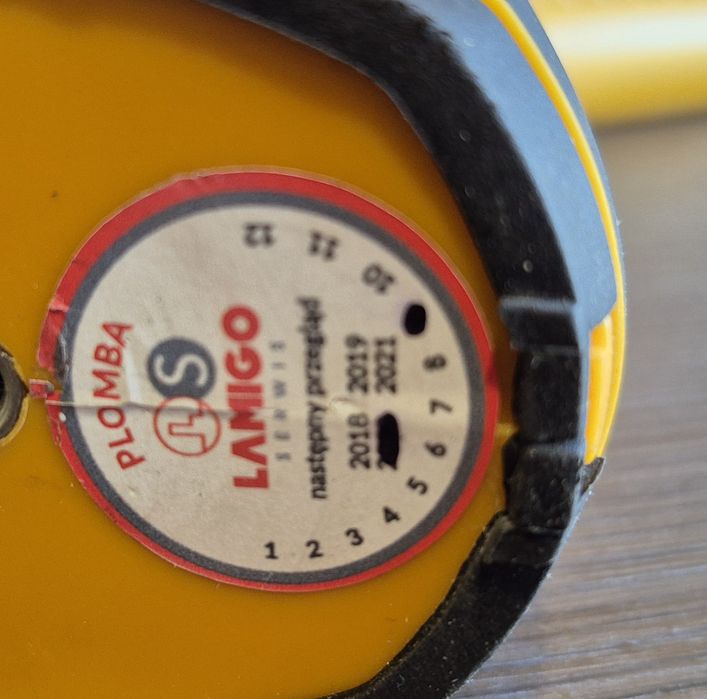 PLOMBA
LS
LAMIGO
SERWIS
następny przegląd
2018 2019
2021
1 2 3 4 5 6 7 8 10 11 12